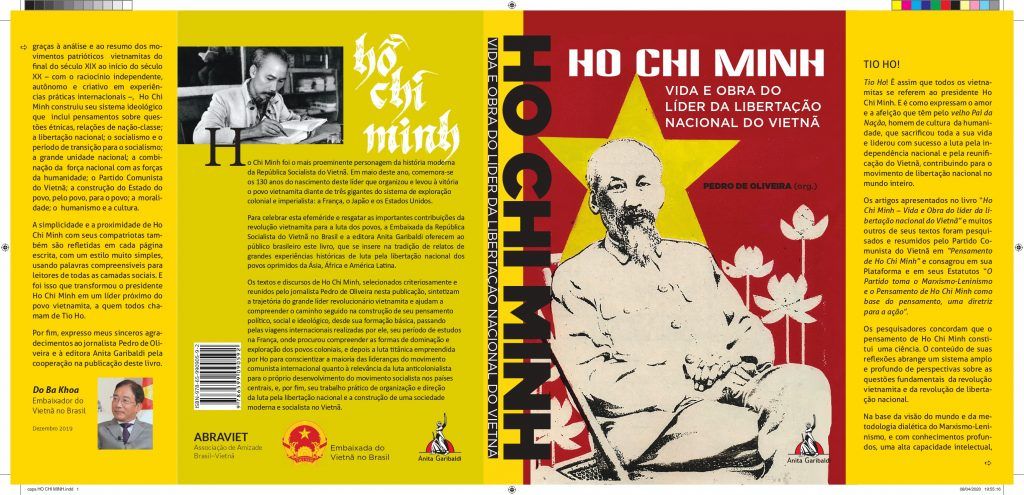 ⇨ graças à análise e ao resumo dos mo-
vimentos patrióticos vietnamitas do
final do século XIX ao início do século
XX – com o raciocínio independente,
autônomo e criativo em experiên-
cias práticas internacionais –, Ho Chi
Minh construiu seu sistema ideológico
que inclui pensamentos sobre ques-
tões étnicas, relações de nação-classe;
a libertação nacional; o socialismo e o
período de transição para o socialismo;
a grande unidade nacional; a combi-
nação da força nacional com as forças
da humanidade; o Partido Comunista
do Vietnã; a construção do Estado do
povo, pelo povo, para o povo; a morali-
dade; o humanismo e a cultura.
A simplicidade e a proximidade de Ho
Chi Minh com seus compatriotas tam-
bém são refletidas em cada página
escrita, com um estilo muito simples,
usando palavras compreensíveis para
leitores de todas as camadas sociais. E
foi isso que transformou o presidente
Ho Chi Minh em um líder próximo do
povo vietnamita, a quem todos cha-
mam de Tio Ho.
Por fim, expresso meus sinceros agra-
decimentos ao jornalista Pedro de Oli-
veira e à editora Anita Garibaldi pela
cooperação na publicação deste livro.
Do Ba Khoa
Embaixador do
Vietnã no Brasil
Dezembro 2019
hồ
chí
minh
Ho Chi Minh foi o mais proeminente personagem da história moderna
da República Socialista do Vietnã. Em maio deste ano, comemora-se
os 130 anos do nascimento deste líder que organizou e levou à vitória
o povo vietnamita diante de três gigantes do sistema de exploração
colonial e imperialista: a França, o Japão e os Estados Unidos.
Para celebrar esta efeméride e resgatar as importantes contribuições da
revolução vietnamita para a luta dos povos, a Embaixada da República
Socialista do Vietnã no Brasil e a editora Anita Garibaldi oferecem ao
público brasileiro este livro, que se insere na tradição de relatos de
grandes experiências históricas de luta pela libertação nacional dos
povos oprimidos da Ásia, África e América Latina.
Os textos e discursos de Ho Chi Minh, selecionados criteriosamente e
reunidos pelo jornalista Pedro de Oliveira nesta publicação, sintetizam
a trajetória do grande líder revolucionário vietnamita e ajudam a
compreender o caminho seguido na construção de seu pensamento
político, social e ideológico, desde sua formação básica, passando
pelas viagens internacionais realizadas por ele, seu período de estudos
na França, onde procurou compreender as formas de dominação e
exploração dos povos coloniais, e depois a luta titânica empreendida
por Ho para conscientizar a maioria das lideranças do movimento
comunista internacional quanto à relevância da luta anticolonialista
para o próprio desenvolvimento do movimento socialista nos países
centrais, e, por fim, seu trabalho prático de organização e direção
da luta pela libertação nacional e a construção de uma sociedade
moderna e socialista no Vietnã.
ABRAVIET
Associação de Amizade
Brasil–Vietnã
Embaixada do
Vietnã no Brasil
Anita Garibaldi
HO CHI MINH
VIDA E OBRA DO LÍDER DA LIBERTAÇÃO NACIONAL DO VIETNÃ
HO CHI MINH
VIDA E OBRA DO
LÍDER DA LIBERTAÇÃO
NACIONAL DO VIETNÃ
PEDRO DE OLIVEIRA (org.)
Anita Garibaldi
TIO HO!
Tio Ho! É assim que todos os vietna-
mitas se referem ao presidente Ho
Chi Minh. E é como expressam o amor
e a afeição que têm pelo velho Pai da
Nação, homem de cultura da humani-
dade, que sacrificou toda a sua vida
e liderou com sucesso a luta pela in-
dependência nacional e pela reunifi-
cação do Vietnã, contribuindo para o
movimento de libertação nacional no
mundo inteiro.
Os artigos apresentados no livro "Ho
Chi Minh – Vida e Obra do líder da li-
bertação nacional do Vietnã" e muitos
outros de seus textos foram pesqui-
sados e resumidos pelo Partido Co-
munista do Vietnã em "Pensamento
de Ho Chi Minh" e consagrou em sua
Plataforma e em seus Estatutos "O
Partido toma o Marxismo-Leninismo
e o Pensamento de Ho Chi Minh como
base do pensamento, uma diretriz
para a ação".
Os pesquisadores concordam que o
pensamento de Ho Chi Minh consti-
tui uma ciência. O conteúdo de suas
reflexões abrange um sistema amplo
e profundo de perspectivas sobre as
questões fundamentais da revolução
vietnamita e da revolução de liberta-
ção nacional.
Na base da visão do mundo e da me-
todologia dialética do Marxismo-Leni-
nismo, e com conhecimentos profun-
dos, uma alta capacidade intelectual,
⇨
capa HO CHI MINH.indd 1
08/04/2020 19:55:16